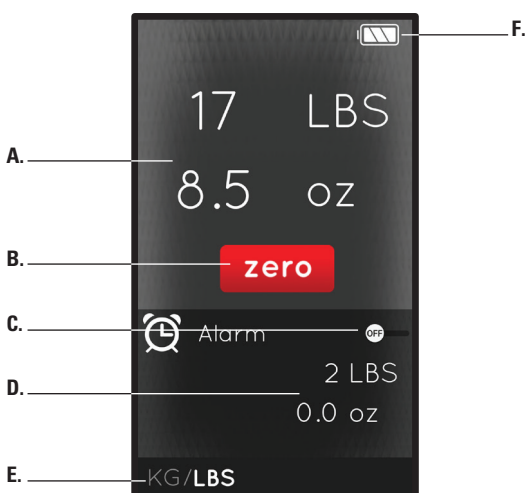 F.
17 LBS
A.
8.5 oz
B.
zero
C.
Alarm OFF
2 LBS
D.
0.0 oz
E.
KG/LBS